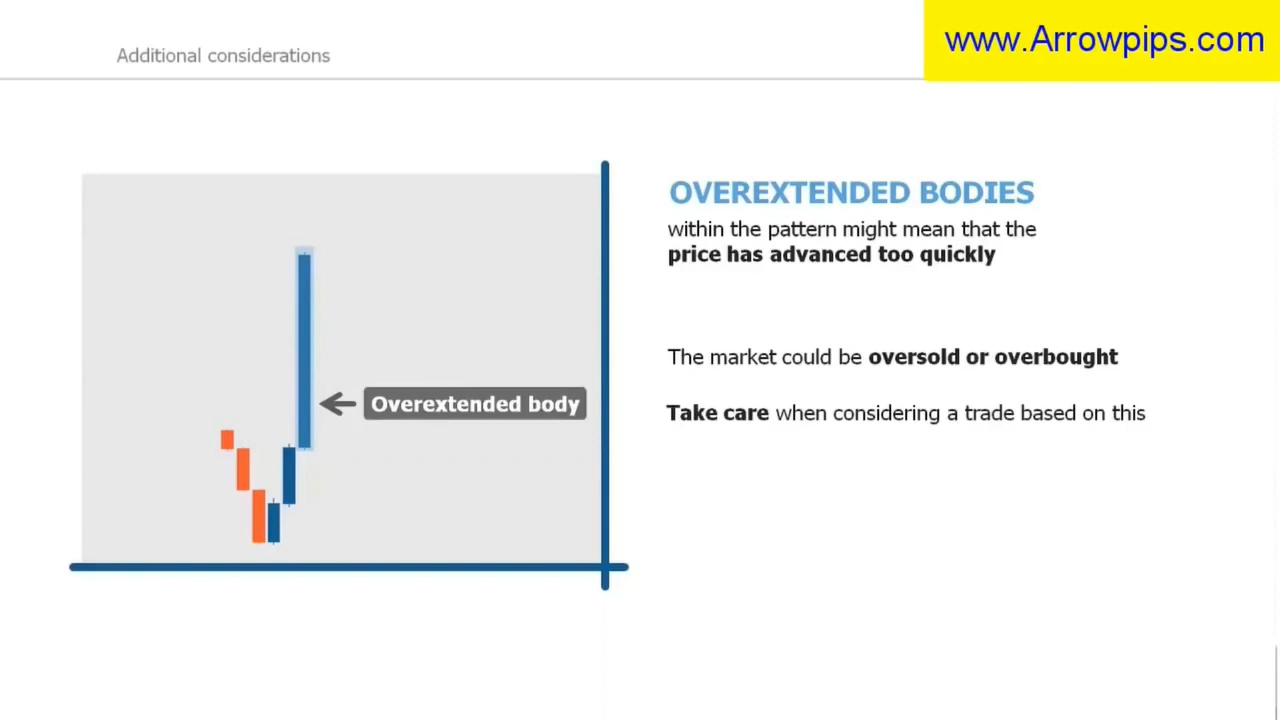 Additional considerations
www.Arrowpips.com
OVEREXTENDED BODIES
within the pattern might mean that the
price has advanced too quickly
The market could be oversold or overbought
Overextended body
Take care when considering a trade based on this